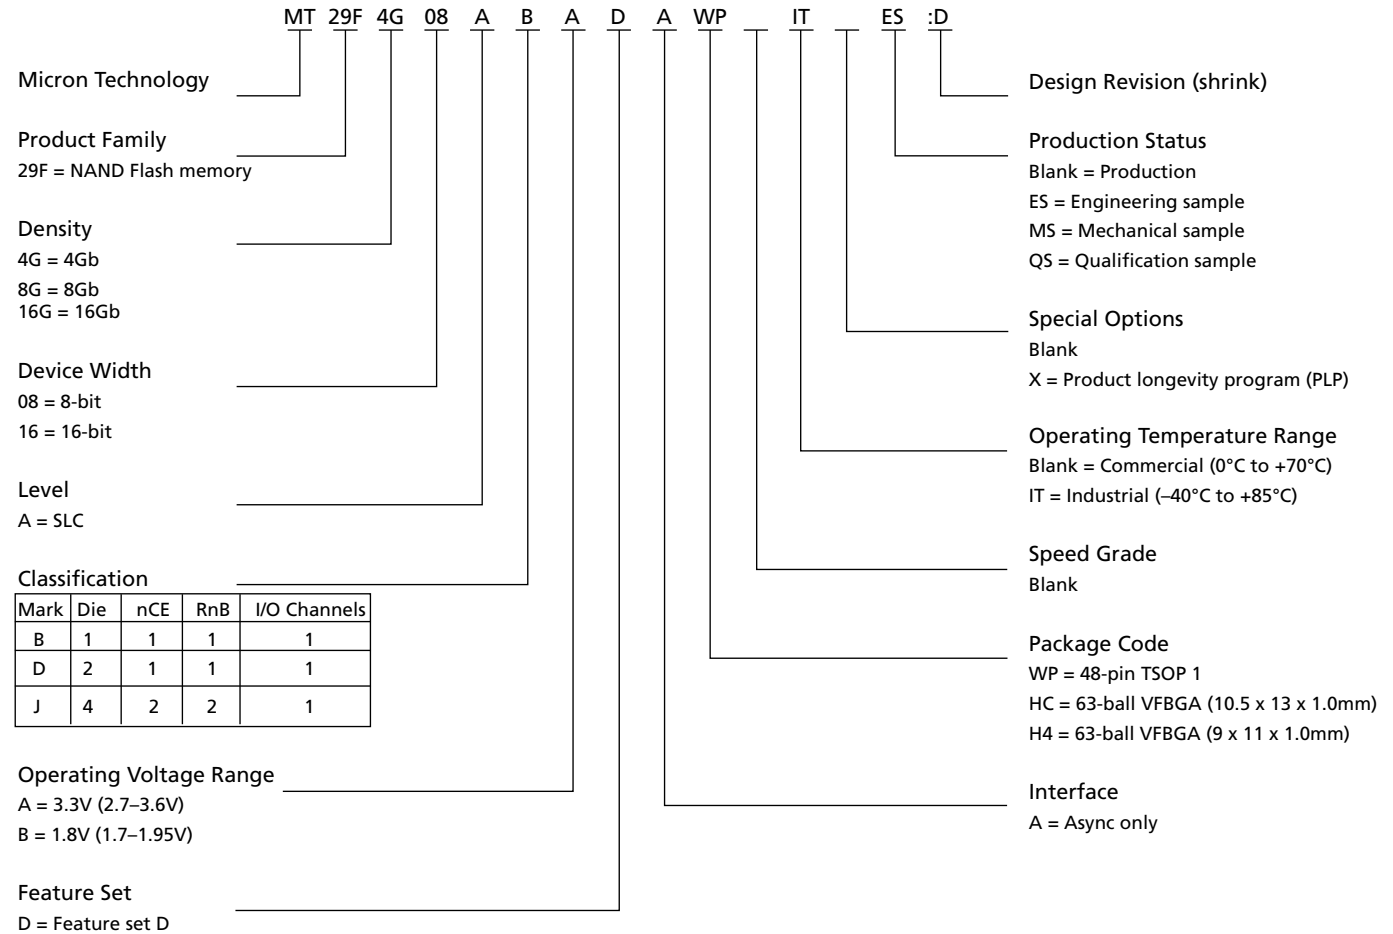 MT 29F 4G 08 A B A D A WP IT ES :D
Micron Technology
Product Family
29F = NAND Flash memory
Density
4G = 4Gb
8G = 8Gb
16G = 16Gb
Device Width
08 = 8-bit
16 = 16-bit
Level
A = SLC
Classification
Mark Die nCE RnB I/O Channels
B 1 1 1 1
D 2 1 1 1
J 4 2 2 1
Operating Voltage Range
A = 3.3V (2.7–3.6V)
B = 1.8V (1.7–1.95V)
Feature Set
D = Feature set D
Design Revision (shrink)
Production Status
Blank = Production
ES = Engineering sample
MS = Mechanical sample
QS = Qualification sample
Special Options
Blank
X = Product longevity program (PLP)
Operating Temperature Range
Blank = Commercial (0°C to +70°C)
IT = Industrial (–40°C to +85°C)
Speed Grade
Blank
Package Code
WP = 48-pin TSOP 1
HC = 63-ball VFBGA (10.5 x 13 x 1.0mm)
H4 = 63-ball VFBGA (9 x 11 x 1.0mm)
Interface
A = Async only